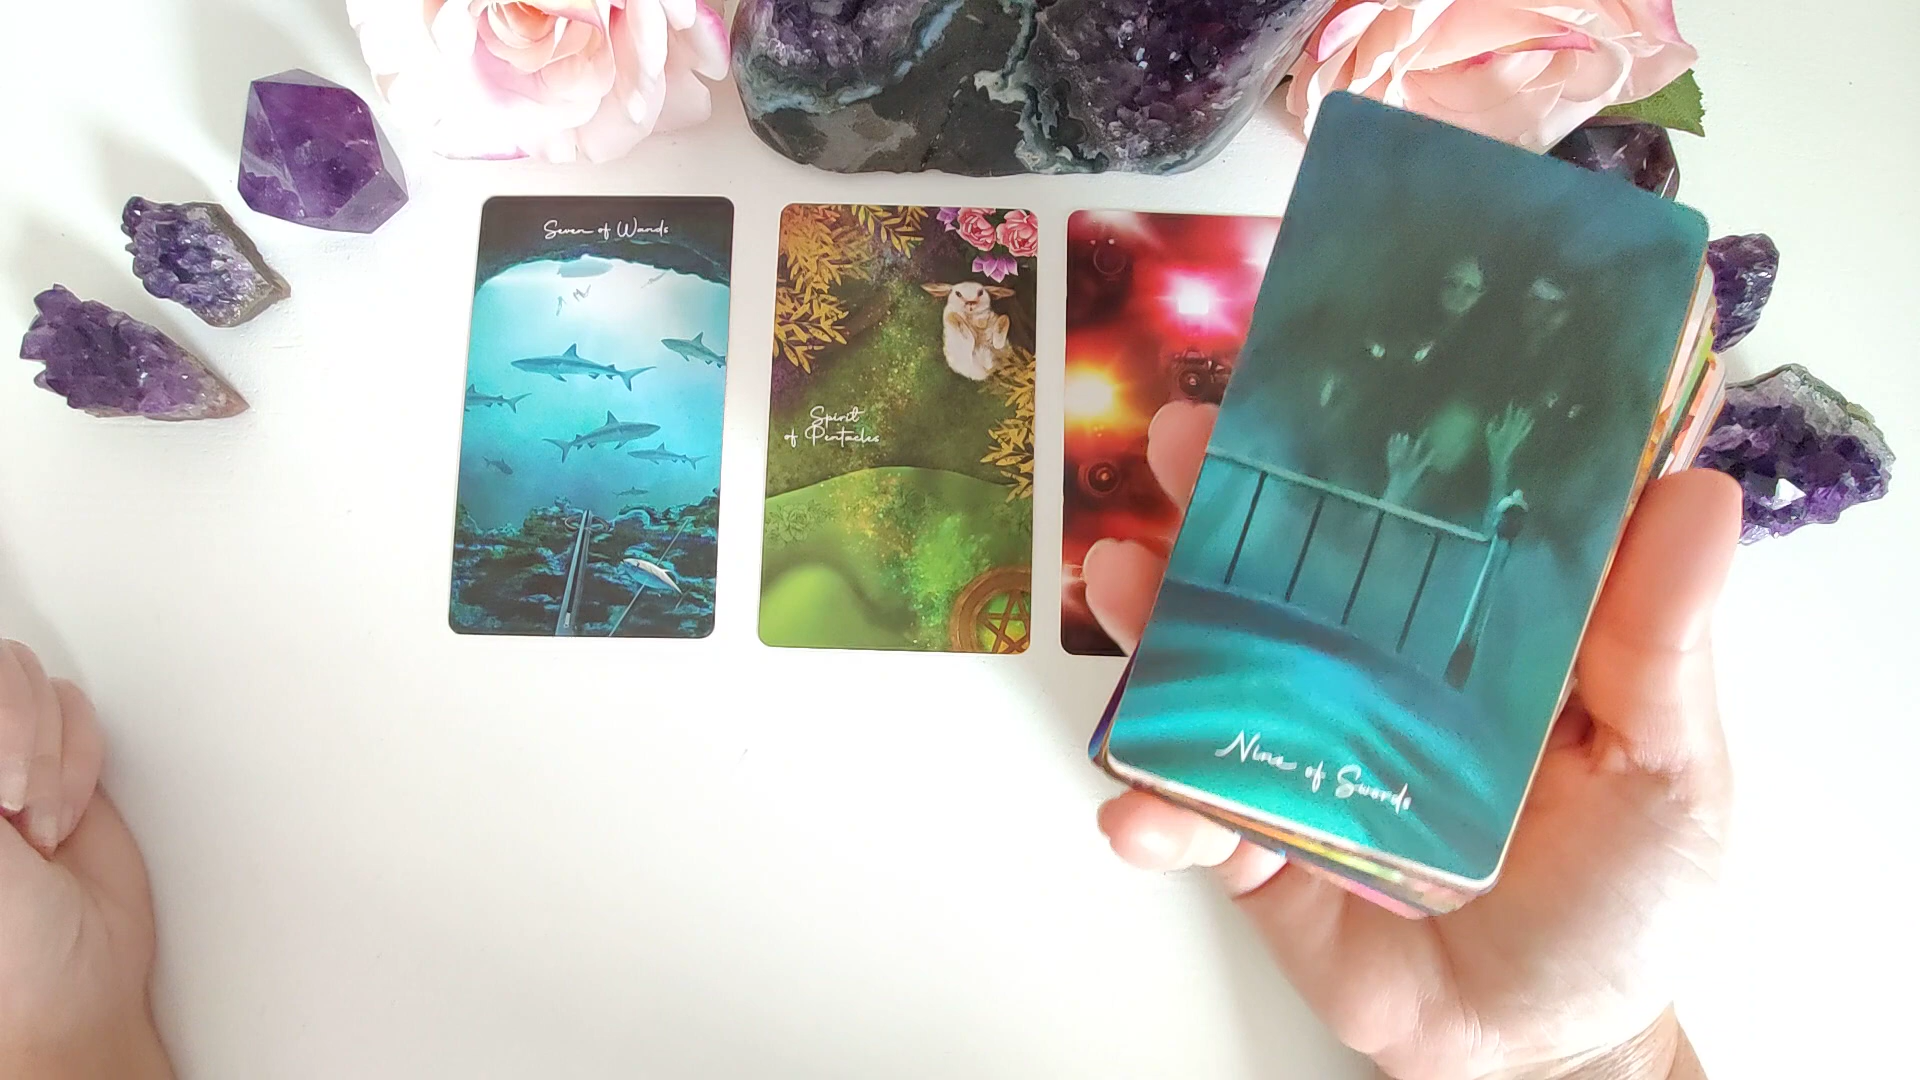 Seven of Wands
Spirit
of Pentacles
Nine of Swords